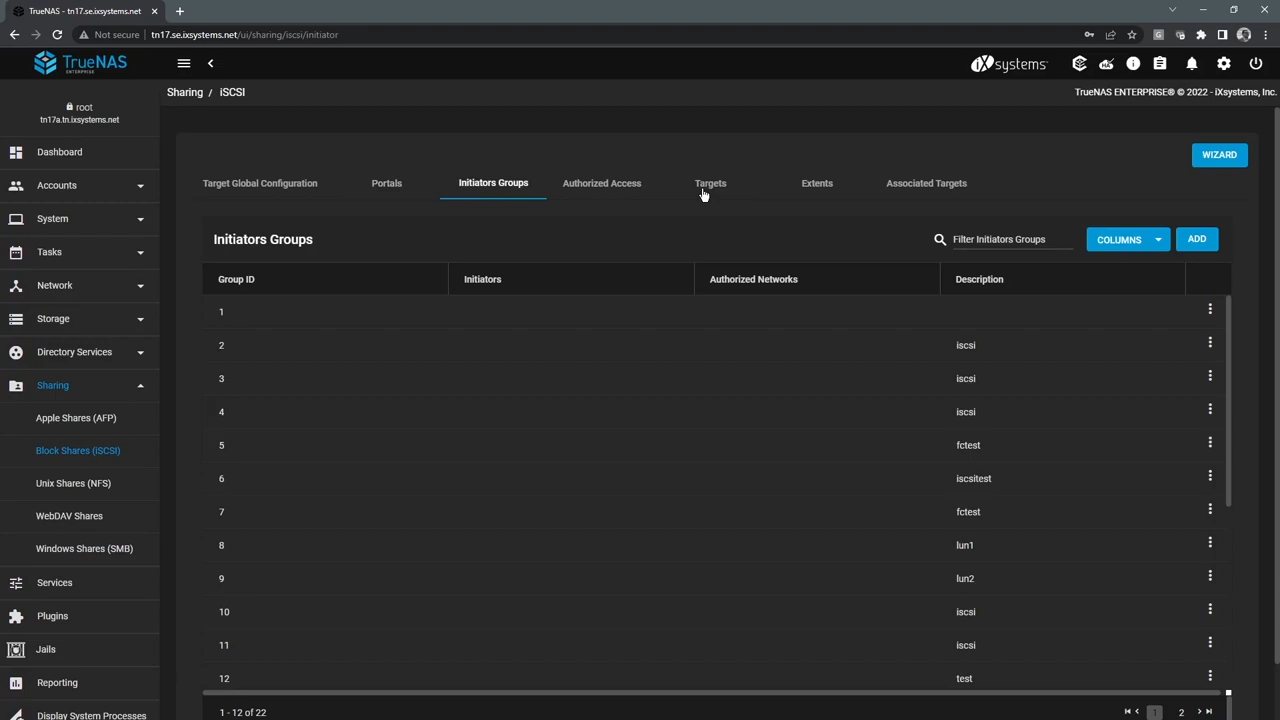 TrueNAS - tn17.se.ixsystems.net
Not secure
tn17.se.ixsystems.net/ui/sharing/iscsi/initiator
TrueNAS
ENTERPRISE
iXsystems
Sharing / iSCSI
TrueNAS ENTERPRISE® © 2022 - iXsystems, Inc.
root
tn17a.tn.ixsystems.net
Dashboard
Accounts
System
Tasks
Network
Storage
Directory Services
Sharing
Apple Shares (AFP)
Block Shares (iSCSI)
Unix Shares (NFS)
WebDAV Shares
Windows Shares (SMB)
Services
Plugins
Jails
Reporting
Display System Processes
WIZARD
Target Global Configuration
Portals
Initiators Groups
Authorized Access
Targets
Extents
Associated Targets
Initiators Groups
Filter Initiators Groups
COLUMNS
ADD
Group ID Initiators Authorized Networks Description
1
2 iscsi
3 iscsi
4 iscsi
5 fctest
6 iscsitest
7 fctest
8 lun1
9 lun2
10 iscsi
11 iscsi
12 test
1 - 12 of 22
1 2